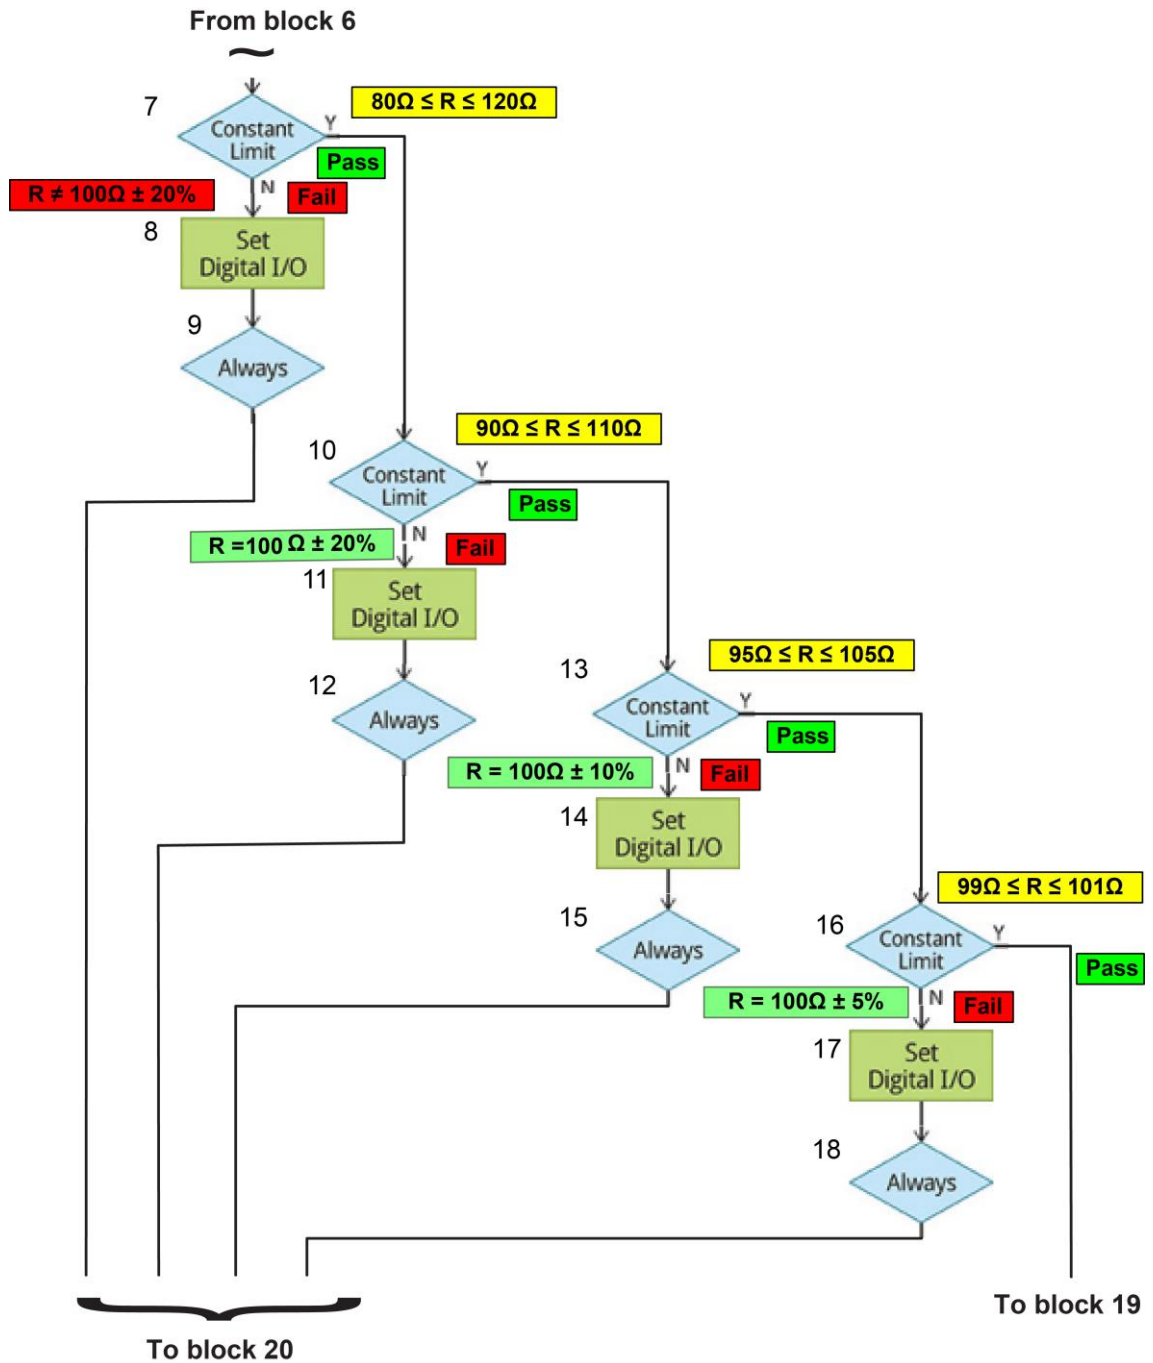 From block 6
7
80Ω ≤ R ≤ 120Ω
Constant
Limit
Y
Pass
R ≠ 100Ω ± 20%
N
Fail
8
Set
Digital I/O
9
Always
90Ω ≤ R ≤ 110Ω
10
Constant
Limit
Y
Pass
R =100 Ω ± 20%
N
Fail
11
Set
Digital I/O
12
Always
95Ω ≤ R ≤ 105Ω
13
Constant
Limit
Y
Pass
R = 100Ω ± 10%
N
Fail
14
Set
Digital I/O
15
Always
99Ω ≤ R ≤ 101Ω
16
Constant
Limit
Y
Pass
R = 100Ω ± 5%
N
Fail
17
Set
Digital I/O
18
Always
To block 19
To block 20